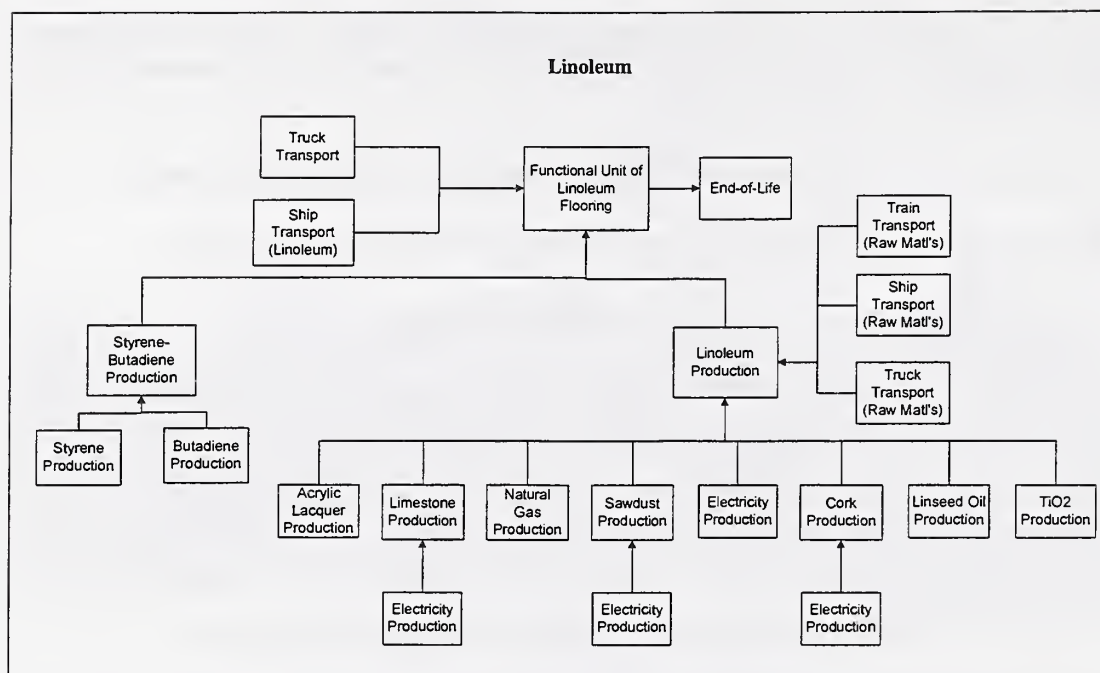 Linoleum
Truck
Transport
Functional Unit of
Linoleum
Flooring
End-of-Life
Ship
Transport
(Linoleum)
Train
Transport
(Raw Matl's)
Ship
Transport
(Raw Matl's)
Truck
Transport
(Raw Matl's)
Styrene-
Butadiene
Production
Linoleum
Production
Styrene
Production
Butadiene
Production
Acrylic
Lacquer
Production
Limestone
Production
Natural
Gas
Production
Sawdust
Production
Electricity
Production
Cork
Production
Linseed Oil
Production
TiO2
Production
Electricity
Production
Electricity
Production
Electricity
Production